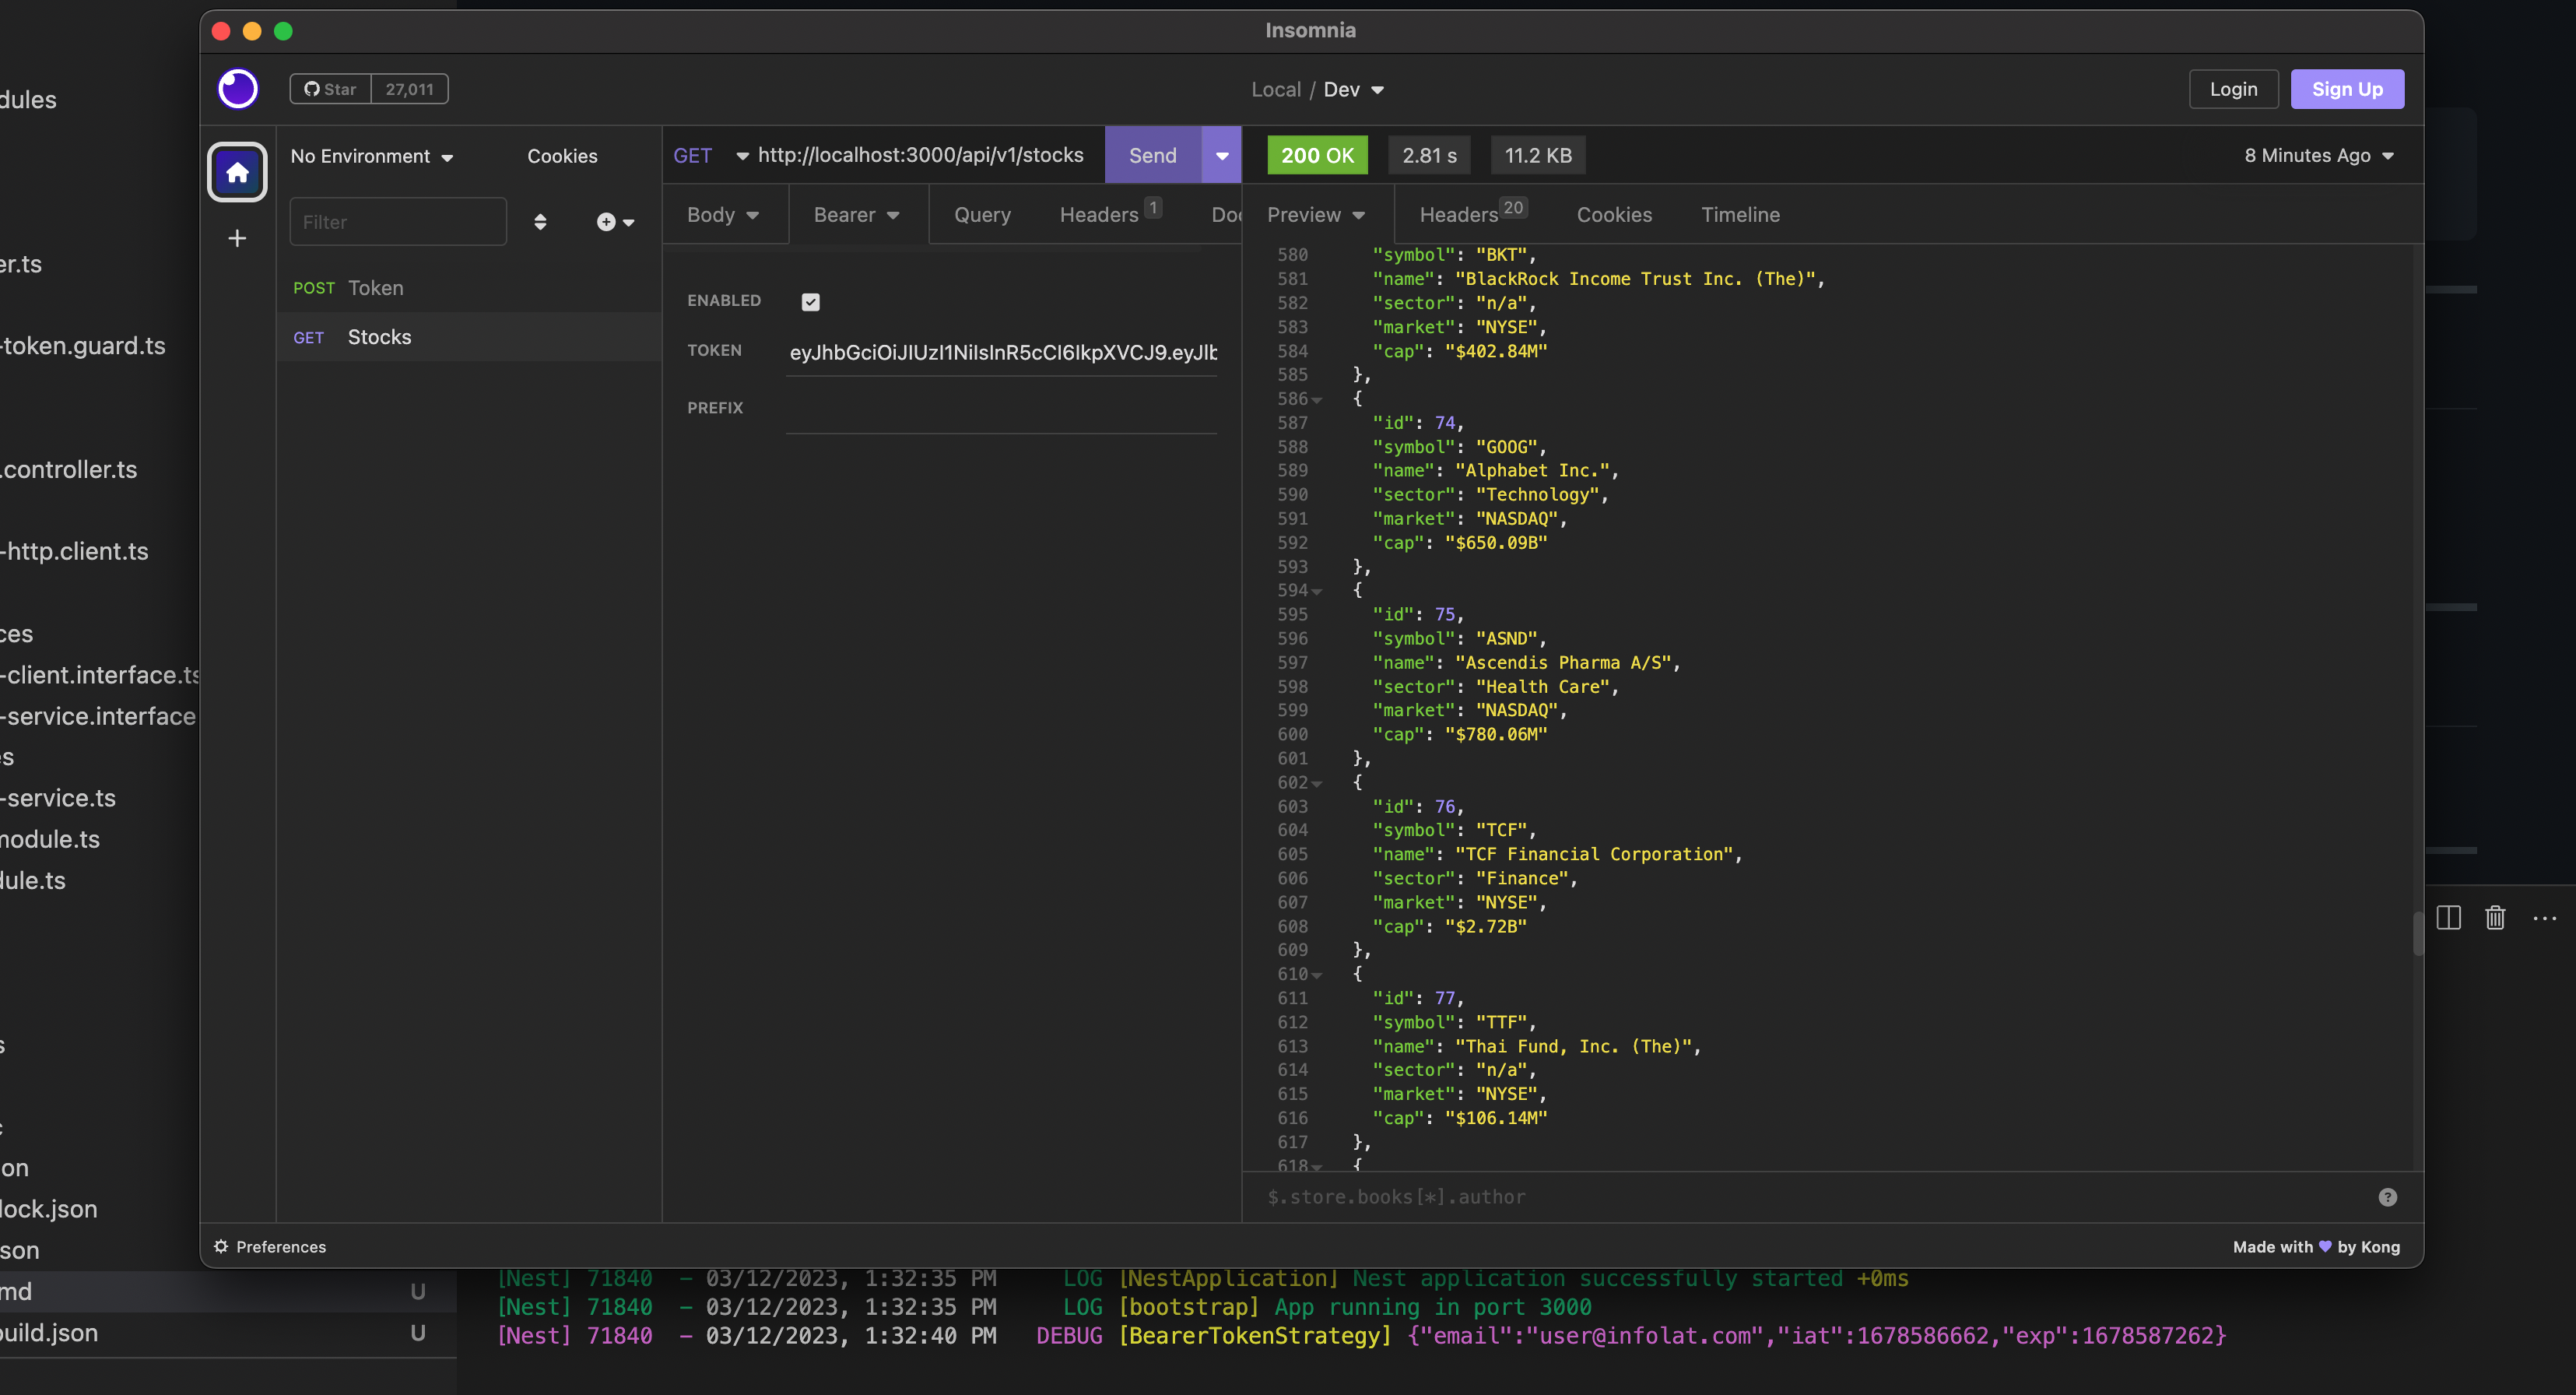 Insomnia
Star 27,011
Local / Dev
Login
Sign Up
No Environment
Cookies
Filter
POST Token
GET Stocks
GET http://localhost:3000/api/v1/stocks Send
Body Bearer Query Headers 1 Doc
ENABLED
TOKEN eyJhbGciOiJIUzI1NiIsInR5cCI6IkpXVCJ9.eyJlb
PREFIX
200 OK 2.81 s 11.2 KB 8 Minutes Ago
Preview Headers 20 Cookies Timeline
580 "symbol": "BKT",
581 "name": "BlackRock Income Trust Inc. (The)",
582 "sector": "n/a",
583 "market": "NYSE",
584 "cap": "$402.84M"
585 },
586 {
587 "id": 74,
588 "symbol": "GOOG",
589 "name": "Alphabet Inc.",
590 "sector": "Technology",
591 "market": "NASDAQ",
592 "cap": "$650.09B"
593 },
594 {
595 "id": 75,
596 "symbol": "ASND",
597 "name": "Ascendis Pharma A/S",
598 "sector": "Health Care",
599 "market": "NASDAQ",
600 "cap": "$780.06M"
601 },
602 {
603 "id": 76,
604 "symbol": "TCF",
605 "name": "TCF Financial Corporation",
606 "sector": "Finance",
607 "market": "NYSE",
608 "cap": "$2.72B"
609 },
610 {
611 "id": 77,
612 "symbol": "TTF",
613 "name": "Thai Fund, Inc. (The)",
614 "sector": "n/a",
615 "market": "NYSE",
616 "cap": "$106.14M"
617 },
618 {
$.store.books[*].author
Preferences
Made with 💜 by Kong
dules
er.ts
-token.guard.ts
.controller.ts
-http.client.ts
ces
-client.interface.ts
-service.interface
es
-service.ts
module.ts
dule.ts
s
on
lock.json
son
md U
build.json U
[Nest] 71840 - 03/12/2023, 1:32:35 PM LOG [NestApplication] Nest application successfully started +0ms
[Nest] 71840 - 03/12/2023, 1:32:35 PM LOG [bootstrap] App running in port 3000
[Nest] 71840 - 03/12/2023, 1:32:40 PM DEBUG [BearerTokenStrategy] {"email":"user@infolat.com","iat":1678586662,"exp":1678587262}